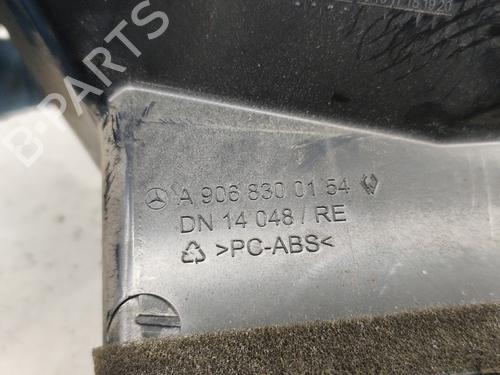 B-PARTS
A 906 830 01 54
DN 14 048 / RE
>PC-ABS<